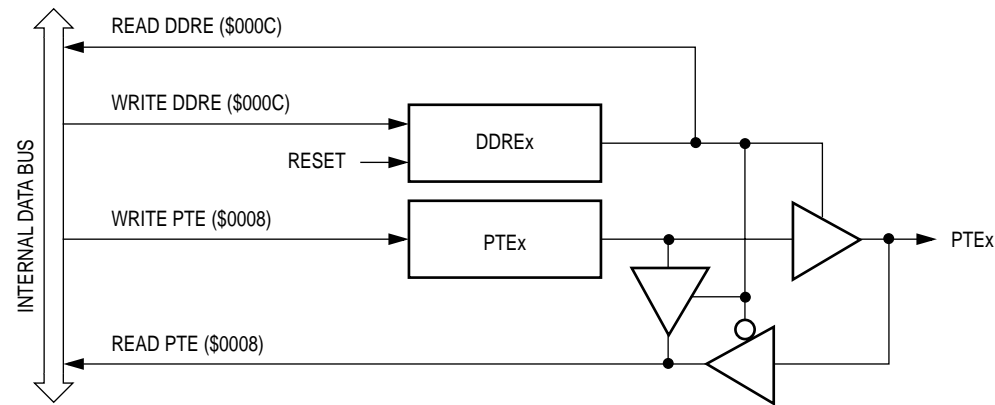 READ DDRE ($000C)
WRITE DDRE ($000C)
DDREx
RESET
INTERNAL DATA BUS
WRITE PTE ($0008)
PTEx
PTEx
READ PTE ($0008)